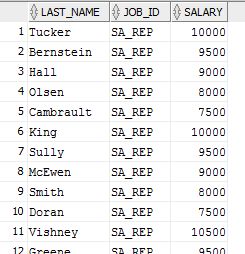 LAST_NAME JOB_ID SALARY
1 Tucker SA_REP 10000
2 Bernstein SA_REP 9500
3 Hall SA_REP 9000
4 Olsen SA_REP 8000
5 Cambrault SA_REP 7500
6 King SA_REP 10000
7 Sully SA_REP 9500
8 McEwen SA_REP 9000
9 Smith SA_REP 8000
10 Doran SA_REP 7500
11 Vishney SA_REP 10500
12 Greene SA_REP 9500